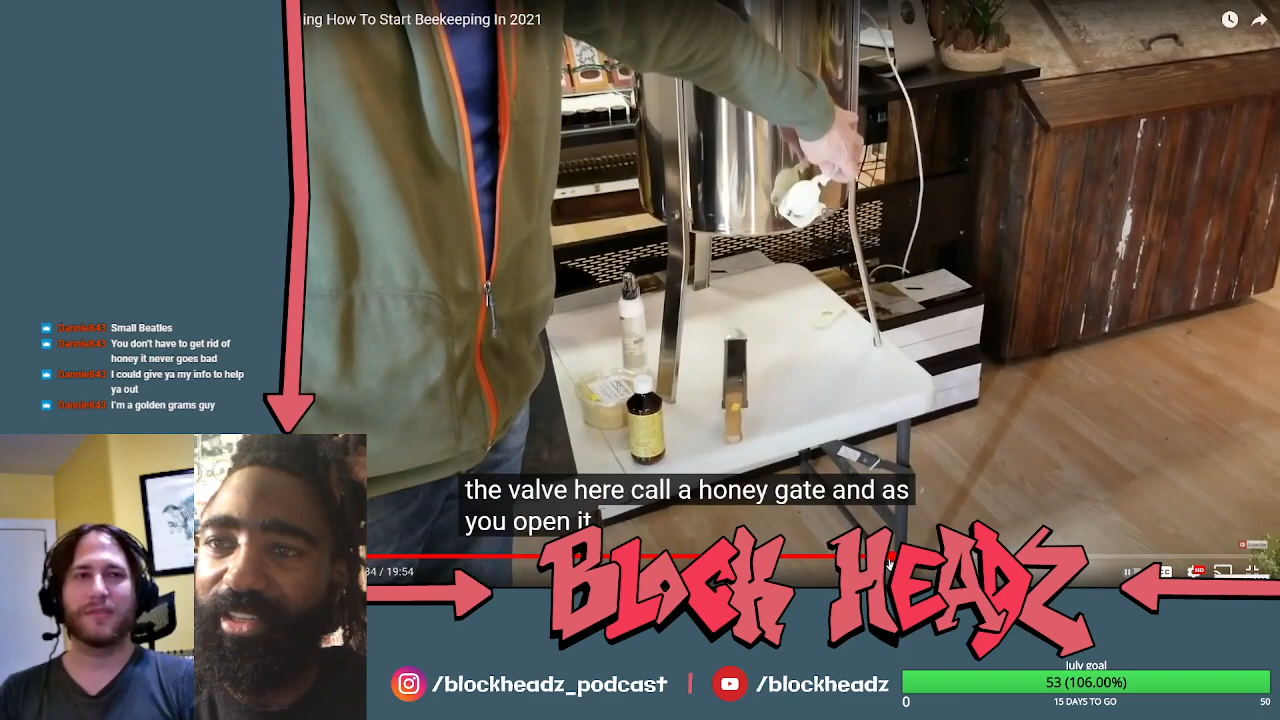 ing How To Start Beekeeping In 2021
Dannie843 Small Beatles
Dannie843 You don't have to get rid of
honey it never goes bad
Dannie843 I could give ya my info to help
ya out
Dannie843 I'm a golden grams guy
the valve here call a honey gate and as
you open it
34 / 19:54
HD
BLOCK HEADZ
/blockheadz_podcast | /blockheadz
July goal
53 (106.00%)
0 15 DAYS TO GO 50